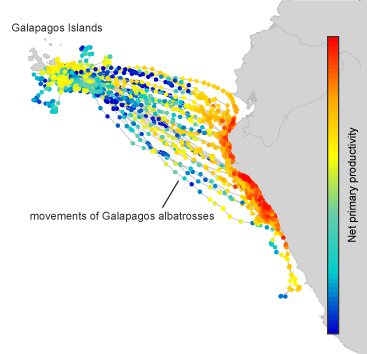 Galapagos Islands
Net primary productivity
movements of Galapagos albatrosses